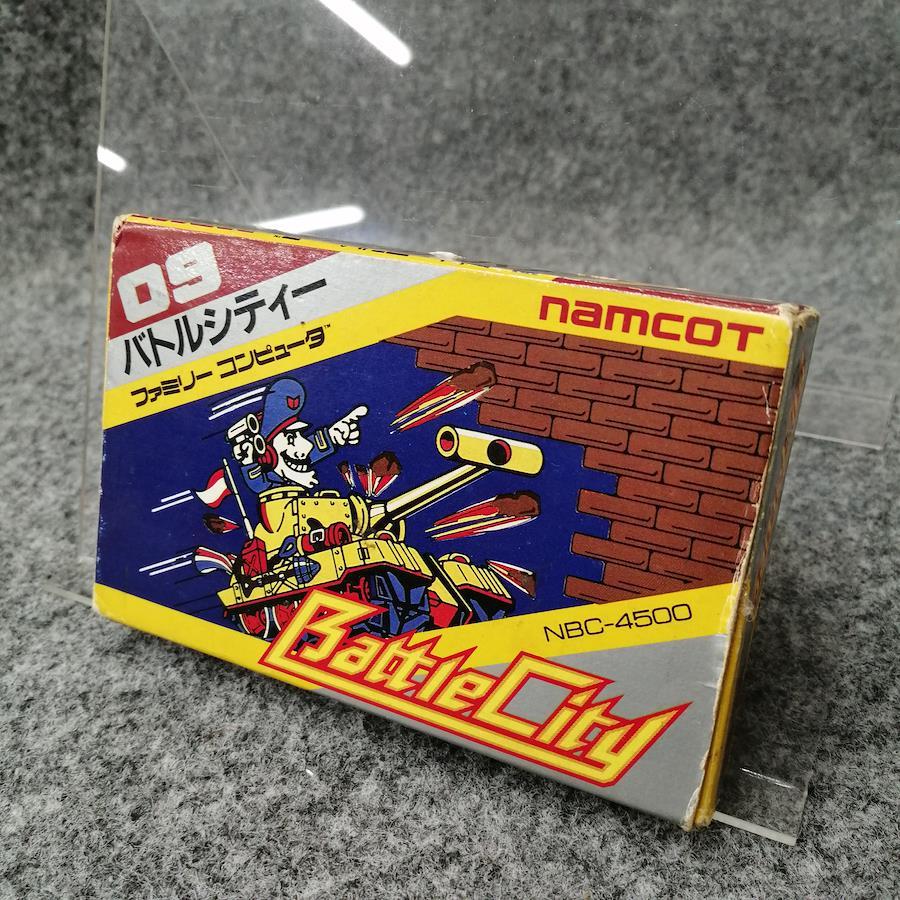 09
バトルシティー
ファミリー コンピュータ™
namcoT
NBC-4500
BattleCity